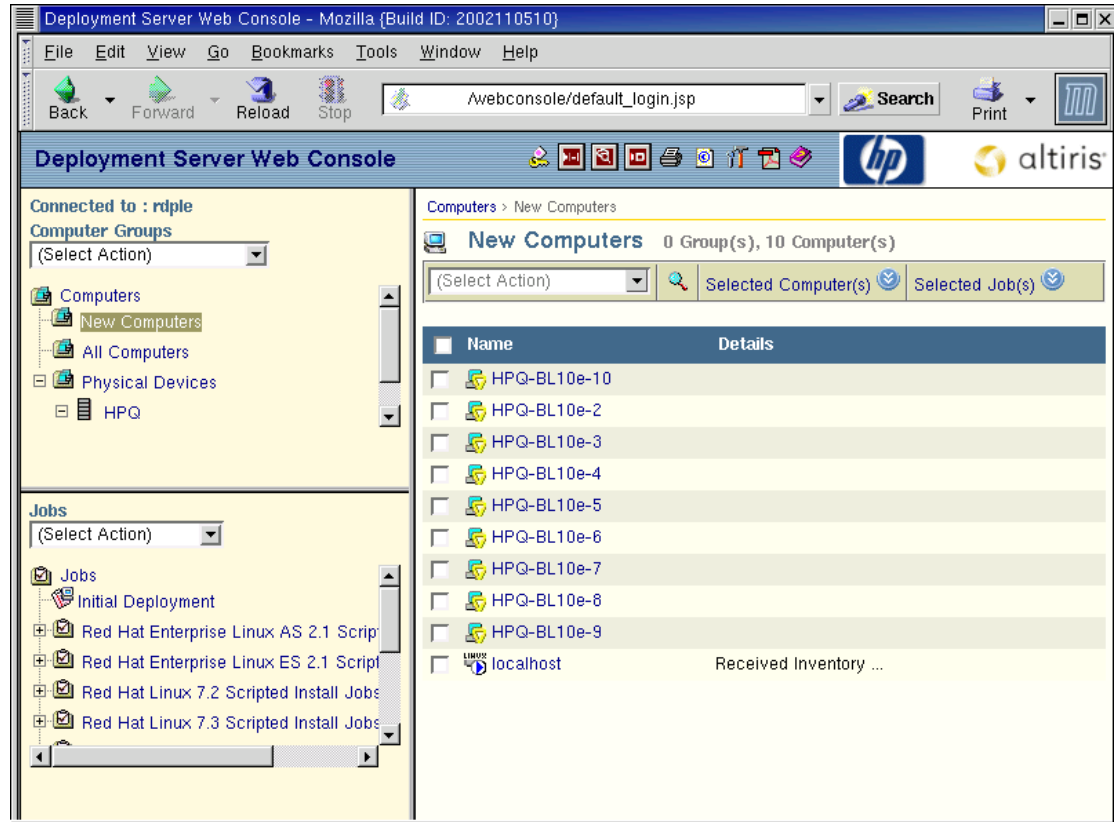 Deployment Server Web Console - Mozilla {Build ID: 2002110510}
File Edit View Go Bookmarks Tools Window Help
Back Forward Reload Stop /webconsole/default_login.jsp Search Print
Deployment Server Web Console
hp altiris
Connected to : rdple
Computer Groups
(Select Action)
Computers
New Computers
All Computers
Physical Devices
HPQ
Jobs
(Select Action)
Jobs
Initial Deployment
Red Hat Enterprise Linux AS 2.1 Script
Red Hat Enterprise Linux ES 2.1 Script
Red Hat Linux 7.2 Scripted Install Jobs
Red Hat Linux 7.3 Scripted Install Jobs
Computers > New Computers
New Computers 0 Group(s), 10 Computer(s)
(Select Action) Selected Computer(s) Selected Job(s)
Name Details
HPQ-BL10e-10
HPQ-BL10e-2
HPQ-BL10e-3
HPQ-BL10e-4
HPQ-BL10e-5
HPQ-BL10e-6
HPQ-BL10e-7
HPQ-BL10e-8
HPQ-BL10e-9
LINUX localhost Received Inventory ...